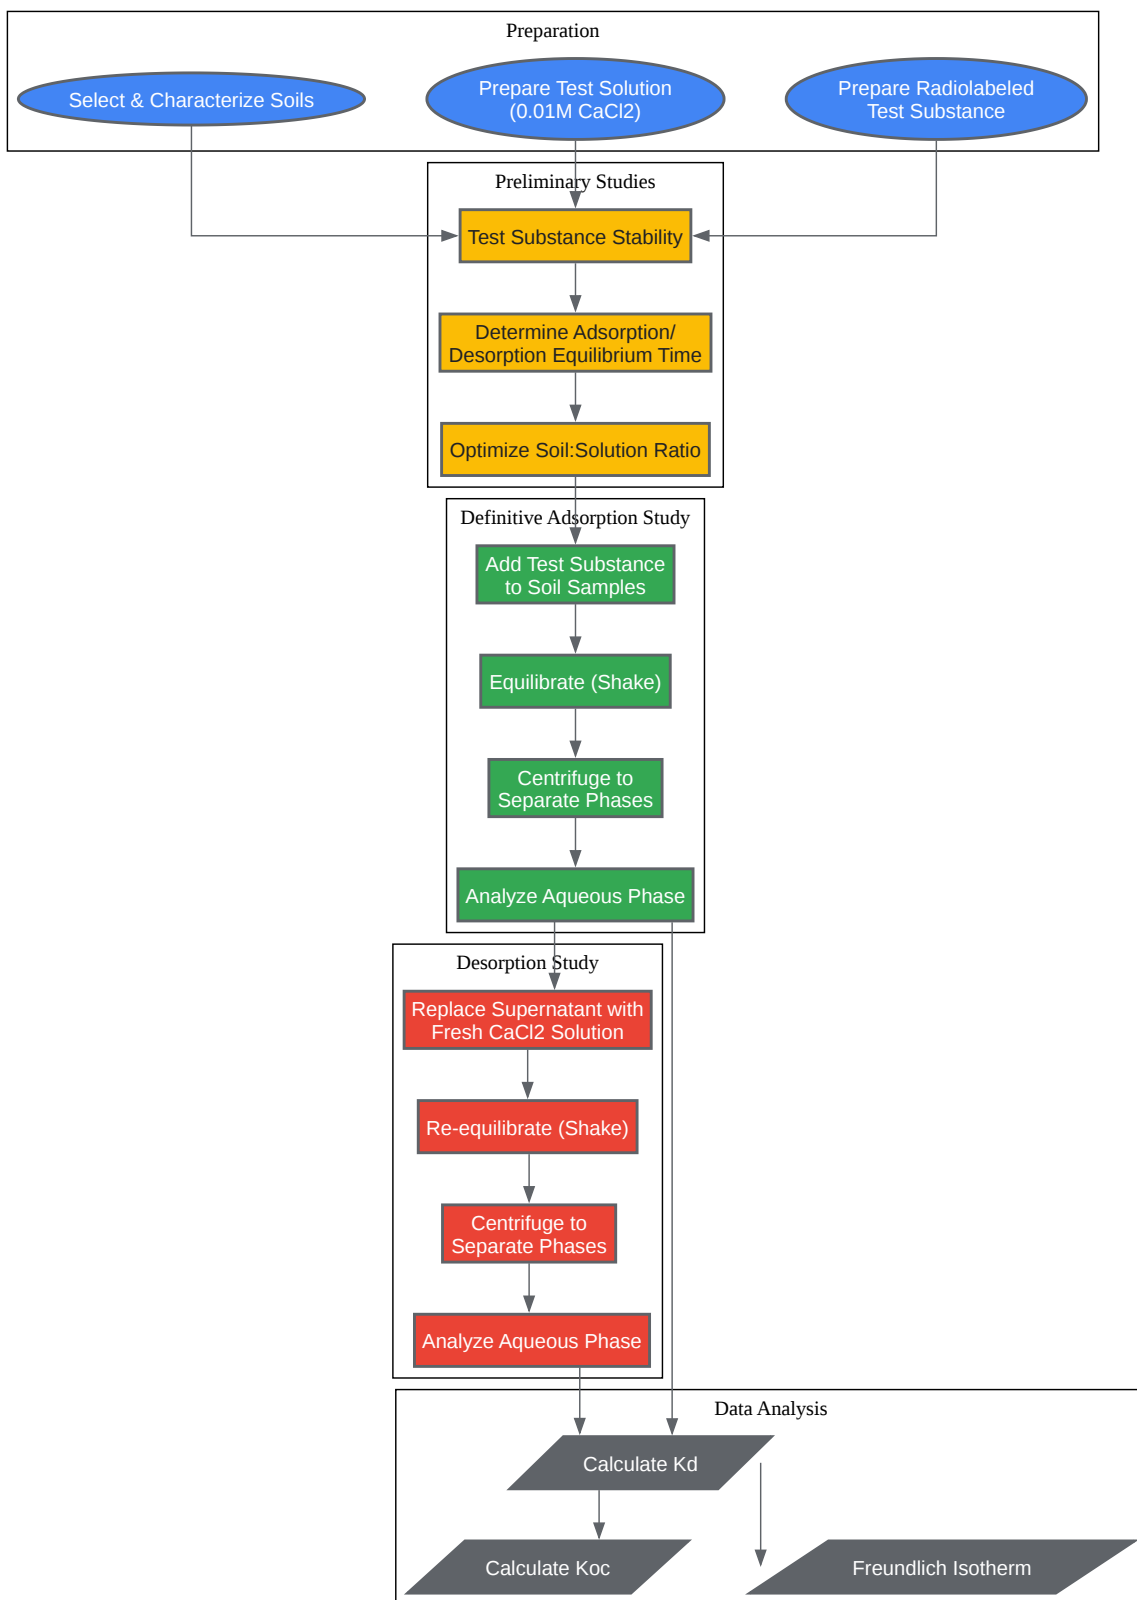 Preparation
Select & Characterize Soils
Prepare Test Solution
(0.01M CaCl2)
Prepare Radiolabeled
Test Substance
Preliminary Studies
Test Substance Stability
Determine Adsorption/
Desorption Equilibrium Time
Optimize Soil:Solution Ratio
Definitive Adsorption Study
Add Test Substance
to Soil Samples
Equilibrate (Shake)
Centrifuge to
Separate Phases
Analyze Aqueous Phase
Desorption Study
Replace Supernatant with
Fresh CaCl2 Solution
Re-equilibrate (Shake)
Centrifuge to
Separate Phases
Analyze Aqueous Phase
Data Analysis
Calculate Kd
Calculate Koc
Freundlich Isotherm